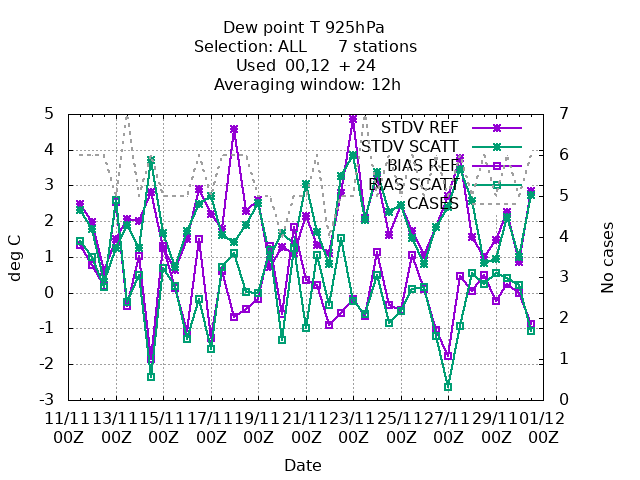 Dew point T 925hPa
Selection: ALL 7 stations
Used 00,12 + 24
Averaging window: 12h
STDV REF
STDV SCATT
BIAS REF
BIAS SCATT
CASES
deg C
5
4
3
2
1
0
-1
-2
-3
No cases
7
6
5
4
3
2
1
0
11/11 13/11 15/11 17/11 19/11 21/11 23/11 25/11 27/11 29/11 01/12
00Z 00Z 00Z 00Z 00Z 00Z 00Z 00Z 00Z 00Z 00Z
Date